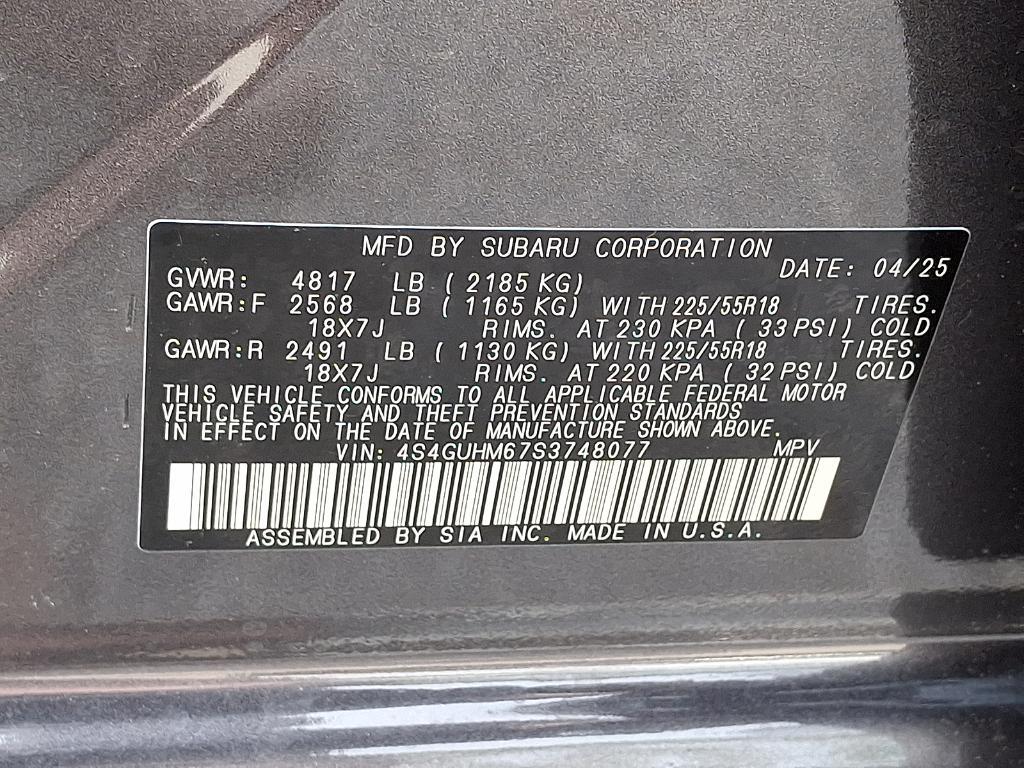 MFD BY SUBARU CORPORATION
DATE: 04/25
GVWR: 4817 LB ( 2185 KG)
GAWR:F 2568 LB ( 1165 KG) WITH 225/55R18 TIRES.
18X7J RIMS. AT 230 KPA ( 33 PSI) COLD
GAWR:R 2491 LB ( 1130 KG) WITH 225/55R18 TIRES.
18X7J RIMS. AT 220 KPA ( 32 PSI) COLD
THIS VEHICLE CONFORMS TO ALL APPLICABLE FEDERAL MOTOR
VEHICLE SAFETY AND THEFT PREVENTION STANDARDS
IN EFFECT ON THE DATE OF MANUFACTURE SHOWN ABOVE.
VIN: 4S4GUHM67S3748077 MPV
ASSEMBLED BY SIA INC. MADE IN U.S.A.